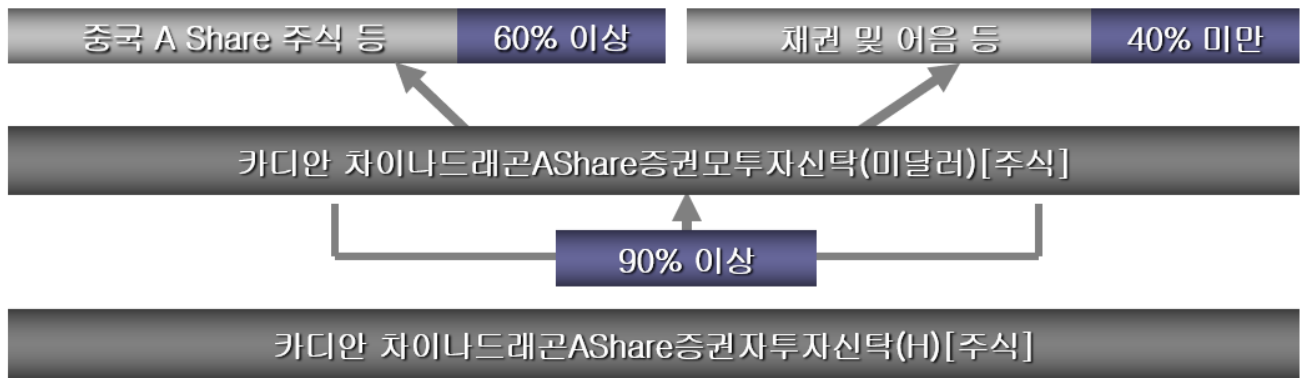 중국 A Share 주식 등 60% 이상 채권 및 어음 등 40% 미만
카디안 차이나드래곤AShare증권모투자신탁(미달러)[주식]
90% 이상
카디안 차이나드래곤AShare증권자투자신탁(H)[주식]